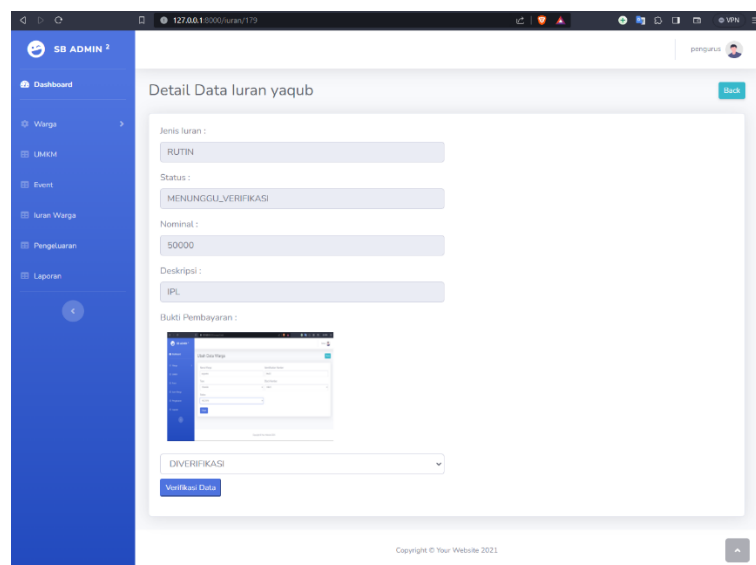 127.0.0.1:8000/iuran/179
VPN
SB ADMIN 2
pengurus
Dashboard
Detail Data Iuran yaqub
Back
Warga
UMKM
Event
Iuran Warga
Pengeluaran
Laporan
Jenis Iuran :
RUTIN
Status :
MENUNGGU_VERIFIKASI
Nominal :
50000
Deskripsi :
IPL
Bukti Pembayaran :
DIVERIFIKASI
Verifikasi Data
Copyright © Your Website 2021